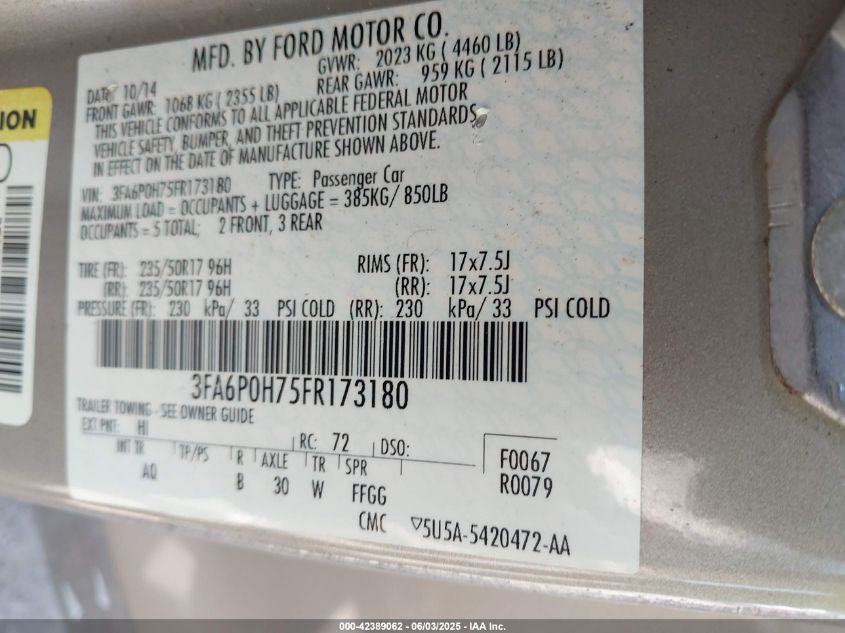 MFD. BY FORD MOTOR CO.
DATE 10/14
GVWR: 2023 KG ( 4460 LB)
FRONT GAWR: 1068 KG ( 2355 LB)
REAR GAWR: 959 KG ( 2115 LB)
THIS VEHICLE CONFORMS TO ALL APPLICABLE FEDERAL MOTOR
VEHICLE SAFETY, BUMPER, AND THEFT PREVENTION STANDARDS
IN EFFECT ON THE DATE OF MANUFACTURE SHOWN ABOVE.
VIN: 3FA6P0H75FR173180 TYPE: Passenger Car
MAXIMUM LOAD = OCCUPANTS + LUGGAGE = 385KG/ 850LB
OCCUPANTS = 5 TOTAL; 2 FRONT, 3 REAR
TIRE (FR): 235/50R17 96H RIMS (FR): 17x7.5J
(RR): 235/50R17 96H (RR): 17x7.5J
PRESSURE (FR): 230 kPa/ 33 PSI COLD (RR): 230 kPa/ 33 PSI COLD
3FA6P0H75FR173180
TRAILER TOWING - SEE OWNER GUIDE
EXT PNT: HI RC: 72 DSO:
INT TR TP/PS R AXLE TR SPR
AQ B 30 W FFGG
F0067
R0079
CMC ▽5U5A-5420472-AA
ION
000-42389062 - 06/03/2025 - IAA Inc.